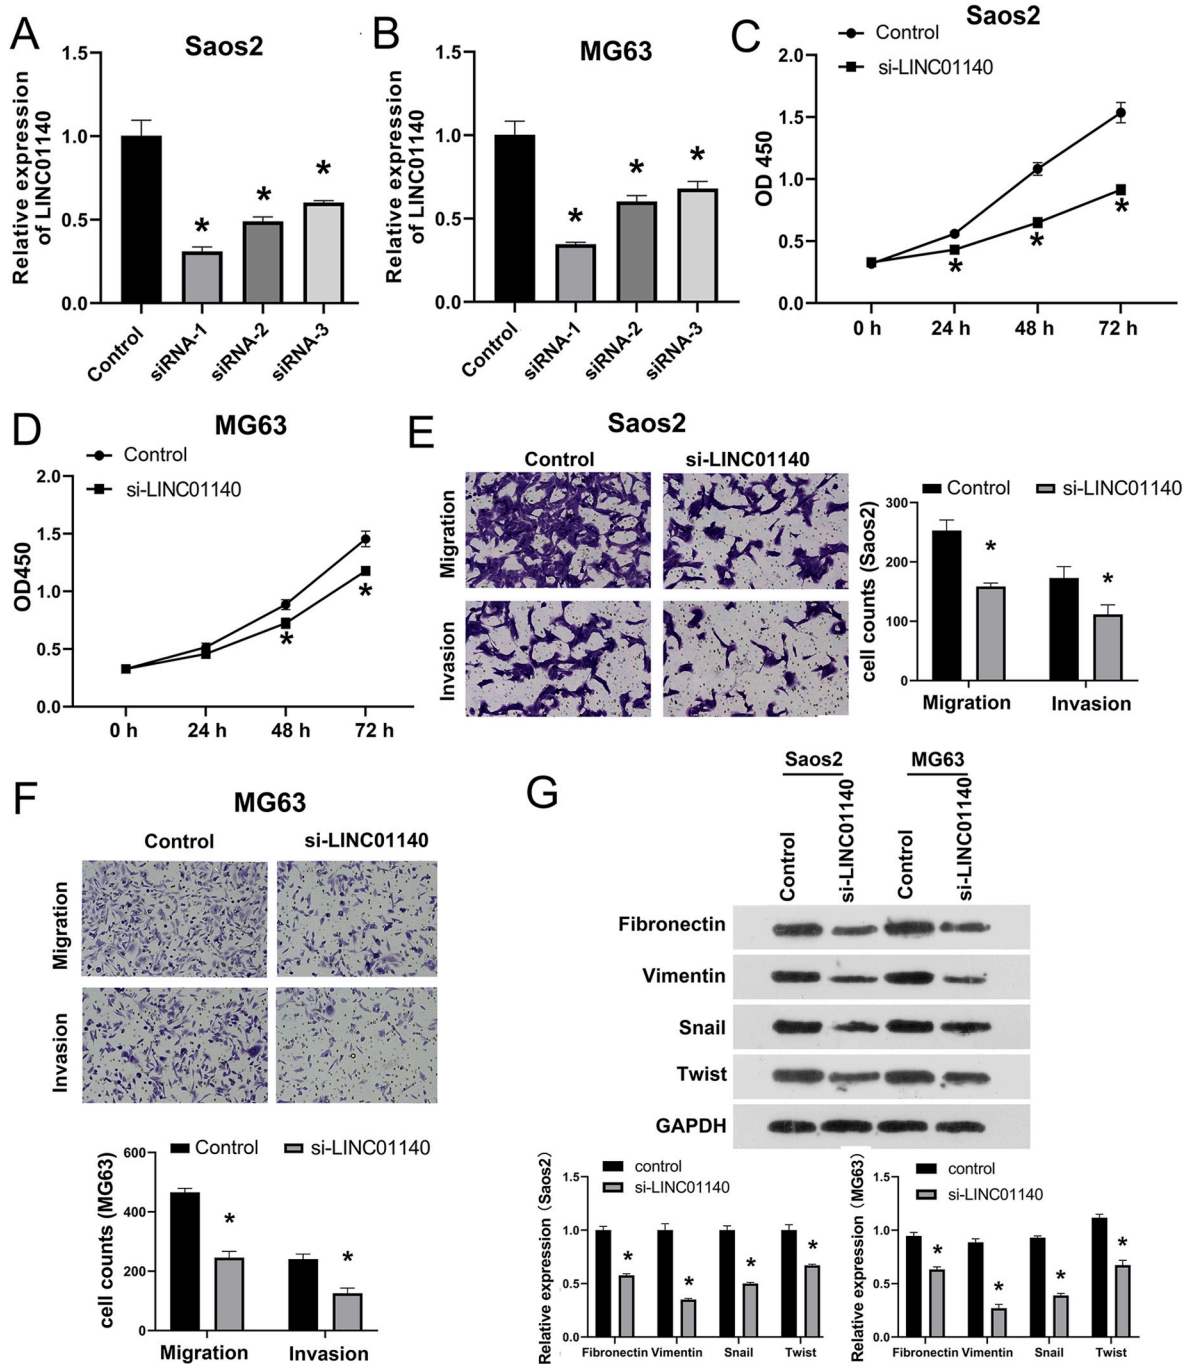 A
Saos2
Relative expression
of LINC01140
1.5
1.0
0.5
0.0
*
*
*
Control
siRNA-1
siRNA-2
siRNA-3
B
MG63
Relative expression
of LINC01140
1.5
1.0
0.5
0.0
*
*
*
Control
siRNA-1
siRNA-2
siRNA-3
C
Saos2
Control
si-LINC01140
OD 450
2.0
1.5
1.0
0.5
0.0
*
*
*
0 h
24 h
48 h
72 h
D
MG63
Control
si-LINC01140
OD450
2.0
1.5
1.0
0.5
0.0
*
*
0 h
24 h
48 h
72 h
E
Saos2
Control
si-LINC01140
Migration
Invasion
Control
si-LINC01140
cell counts (Saos2)
300
200
100
0
*
*
Migration
Invasion
F
MG63
Control
si-LINC01140
Migration
Invasion
Control
si-LINC01140
cell counts (MG63)
600
400
200
0
*
*
Migration
Invasion
G
Saos2
MG63
Control
si-LINC01140
Control
si-LINC01140
Fibronectin
Vimentin
Snail
Twist
GAPDH
control
si-LINC01140
Relative expression (Saos2)
1.5
1.0
0.5
0.0
*
*
*
*
Fibronectin
Vimentin
Snail
Twist
control
si-LINC01140
Relative expression (MG63)
1.5
1.0
0.5
0.0
*
*
*
*
Fibronectin
Vimentin
Snail
Twist